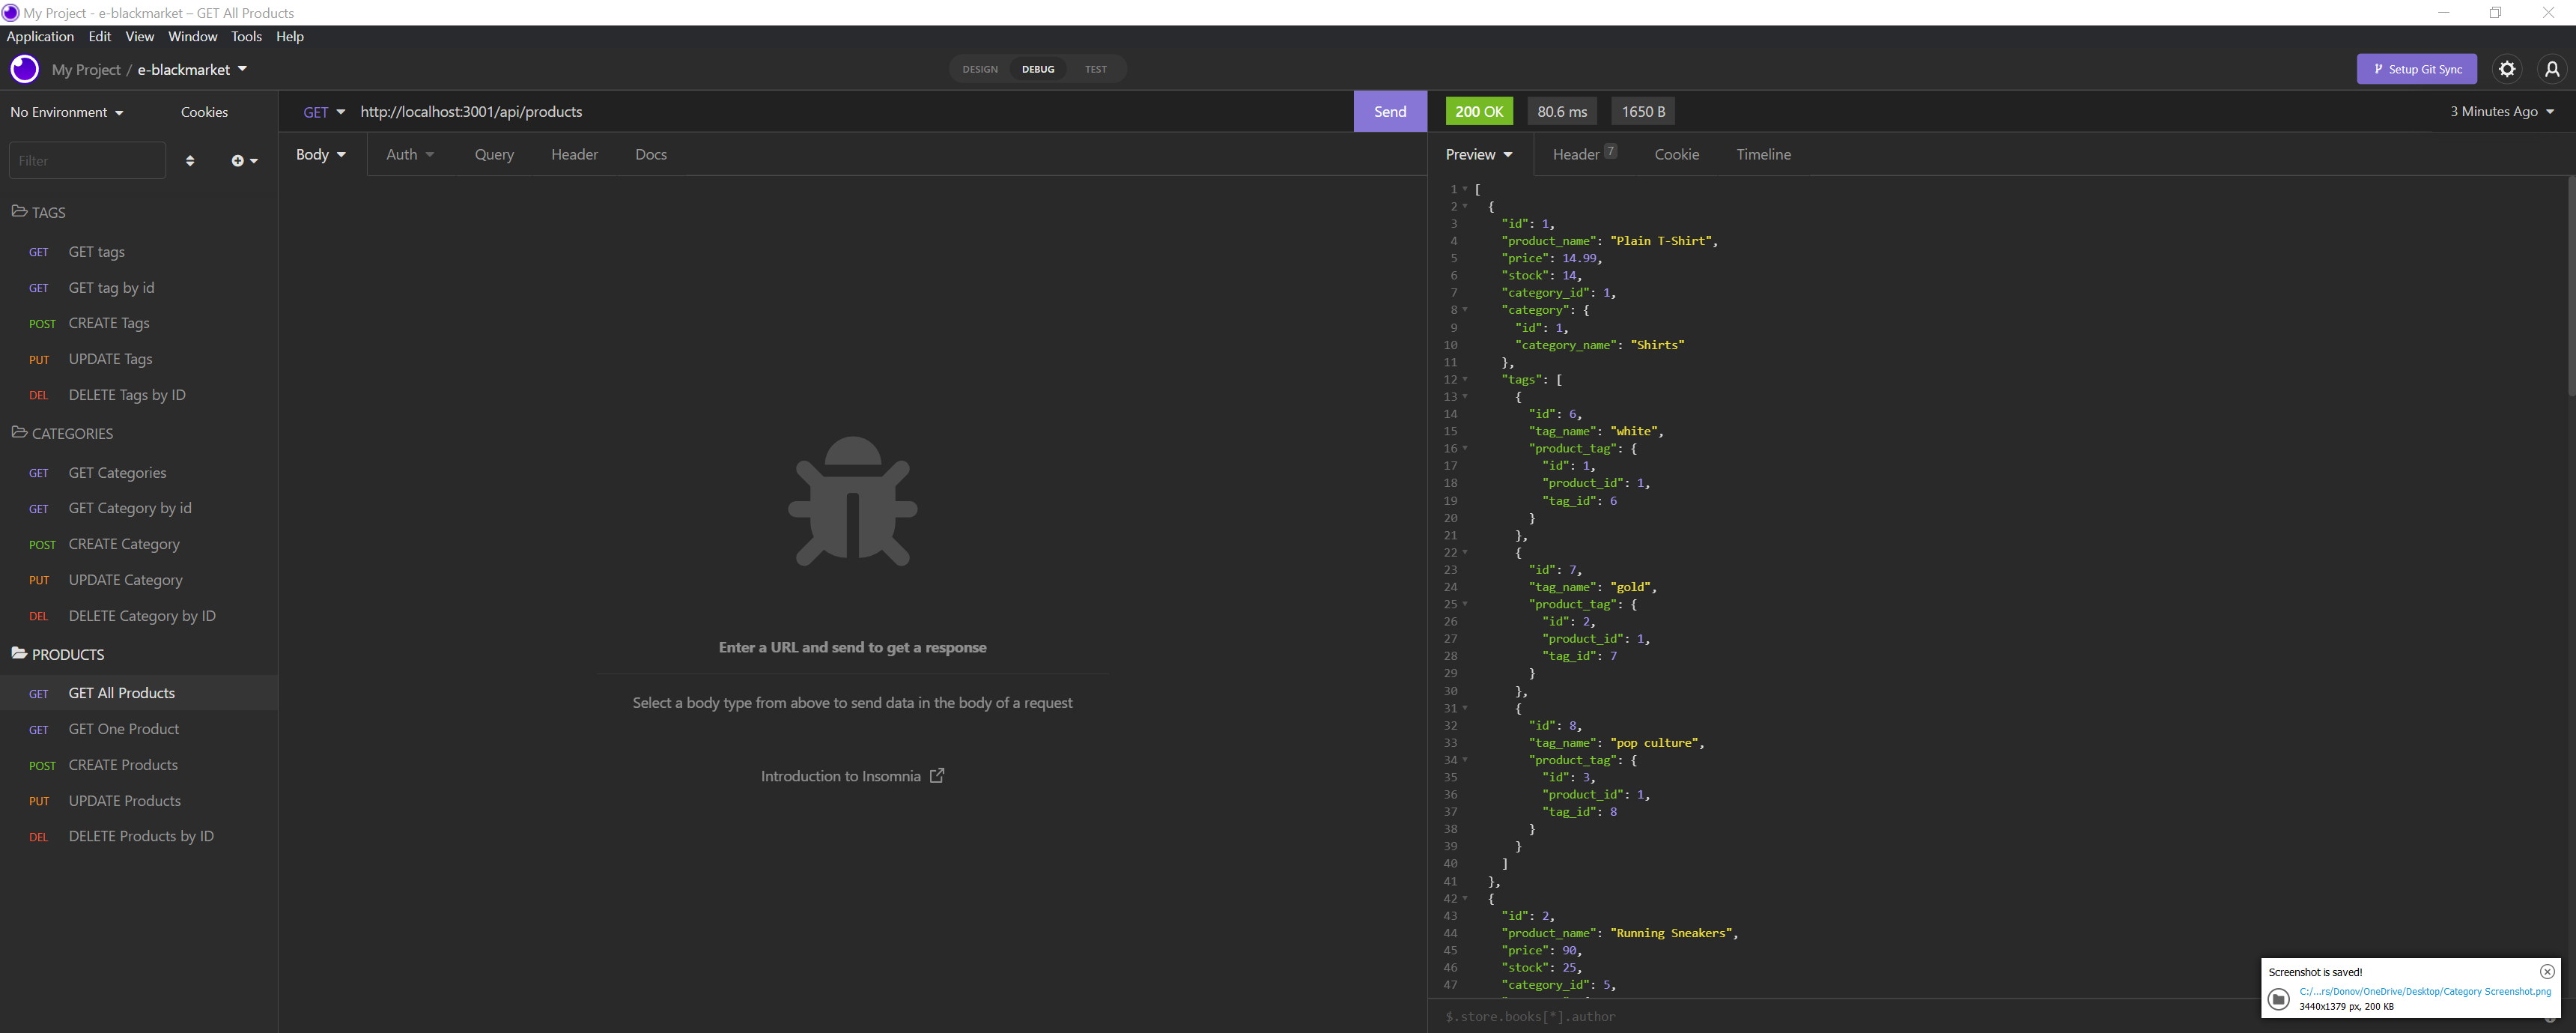 My Project - e-blackmarket – GET All Products
Application Edit View Window Tools Help
My Project / e-blackmarket
DESIGN DEBUG TEST
Setup Git Sync
No Environment Cookies
GET http://localhost:3001/api/products Send
200 OK 80.6 ms 1650 B 3 Minutes Ago
Filter
Body Auth Query Header Docs
Preview Header 7 Cookie Timeline
TAGS
GET GET tags
GET GET tag by id
POST CREATE Tags
PUT UPDATE Tags
DEL DELETE Tags by ID
CATEGORIES
GET GET Categories
GET GET Category by id
POST CREATE Category
PUT UPDATE Category
DEL DELETE Category by ID
PRODUCTS
GET GET All Products
GET GET One Product
POST CREATE Products
PUT UPDATE Products
DEL DELETE Products by ID
Enter a URL and send to get a response
Select a body type from above to send data in the body of a request
Introduction to Insomnia
1 [
2 {
3 "id": 1,
4 "product_name": "Plain T-Shirt",
5 "price": 14.99,
6 "stock": 14,
7 "category_id": 1,
8 "category": {
9 "id": 1,
10 "category_name": "Shirts"
11 },
12 "tags": [
13 {
14 "id": 6,
15 "tag_name": "white",
16 "product_tag": {
17 "id": 1,
18 "product_id": 1,
19 "tag_id": 6
20 }
21 },
22 {
23 "id": 7,
24 "tag_name": "gold",
25 "product_tag": {
26 "id": 2,
27 "product_id": 1,
28 "tag_id": 7
29 }
30 },
31 {
32 "id": 8,
33 "tag_name": "pop culture",
34 "product_tag": {
35 "id": 3,
36 "product_id": 1,
37 "tag_id": 8
38 }
39 }
40 ]
41 },
42 {
43 "id": 2,
44 "product_name": "Running Sneakers",
45 "price": 90,
46 "stock": 25,
47 "category_id": 5,
$.store.books[*].author
Screenshot is saved!
C:/...rs/Donov/OneDrive/Desktop/Category Screenshot.png
3440x1379 px, 200 KB